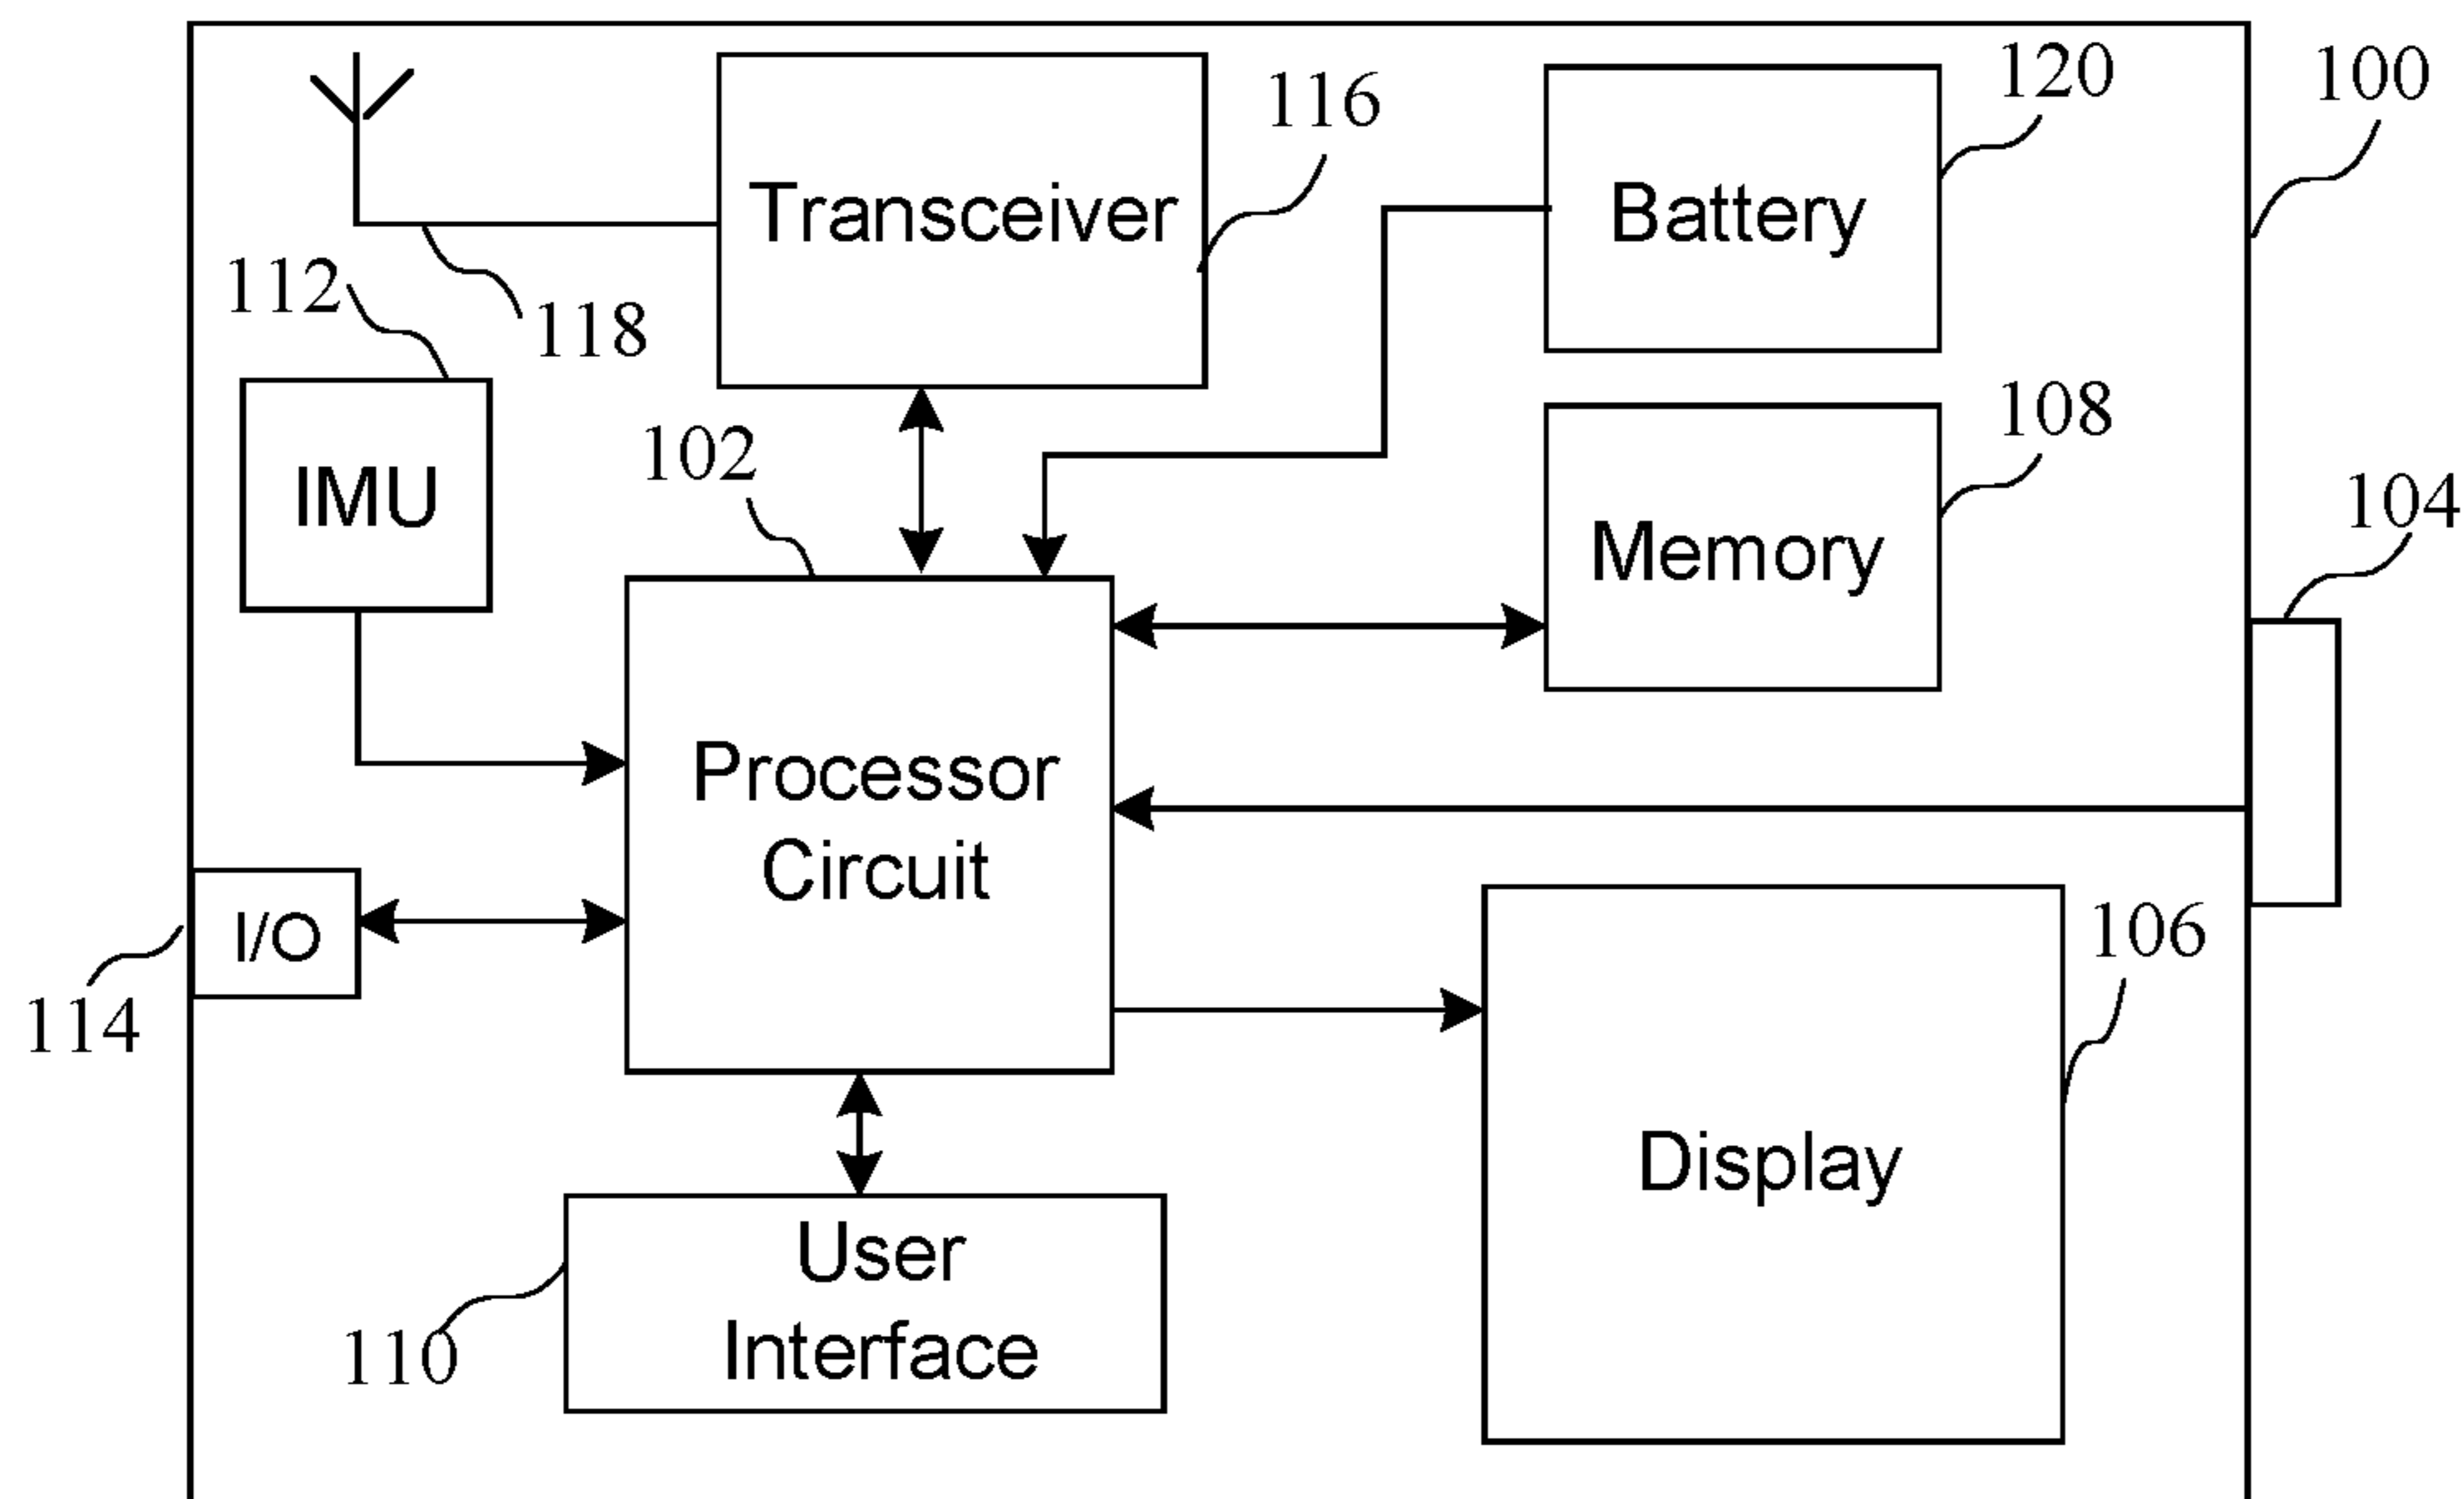 120
100
116
Transceiver
Battery
112
118
108
102
IMU
104
Memory
Processor
Circuit
I/O
106
114
Display
User
Interface
110